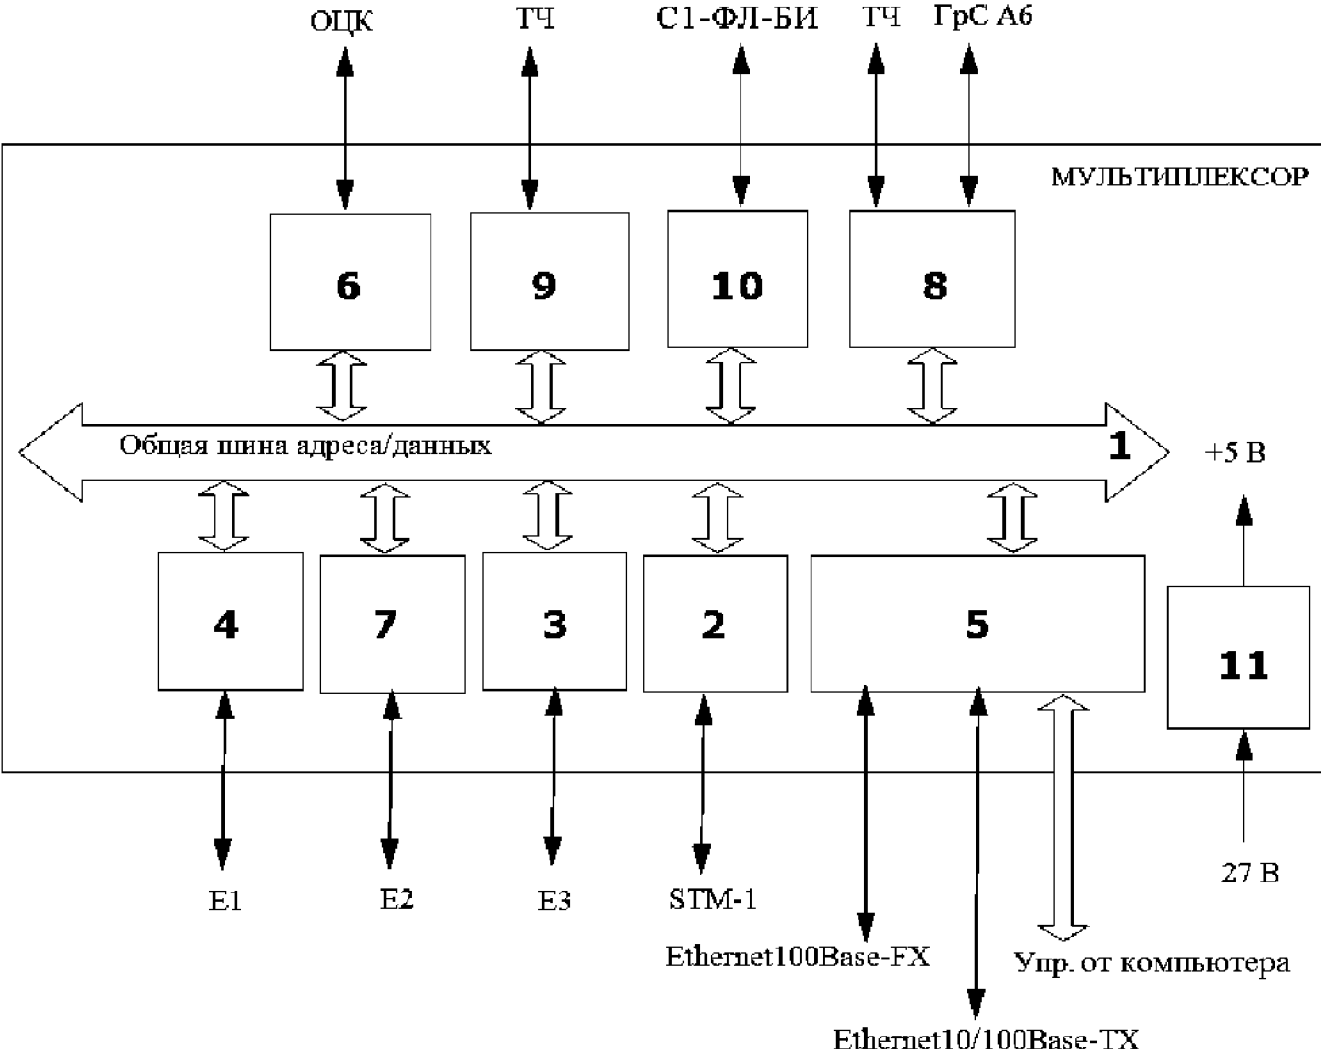 ОЦК
ТЧ
С1-ФЛ-БИ
ТЧ
ГрС А6
МУЛЬТИПЛЕКСОР
6
9
10
8
Общая шина адреса/данных
1
+5 В
4
7
3
2
5
11
E1
E2
E3
STM-1
27 В
Ethernet100Base-FX
Упр. от компьютера
Ethernet10/100Base-TX